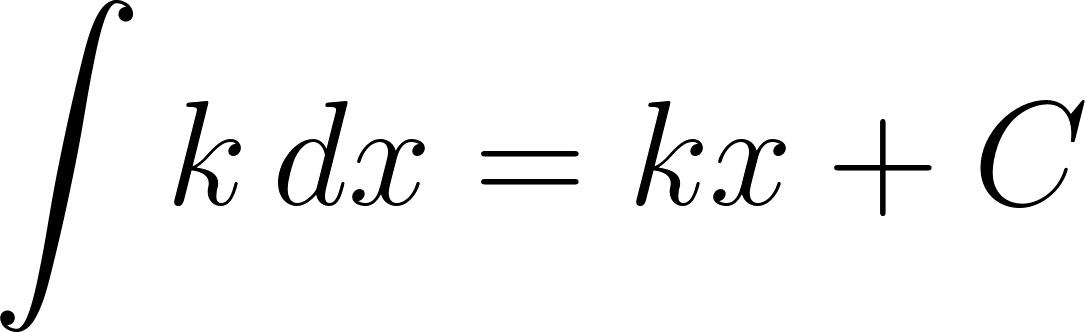 ∫ k dx = kx + C